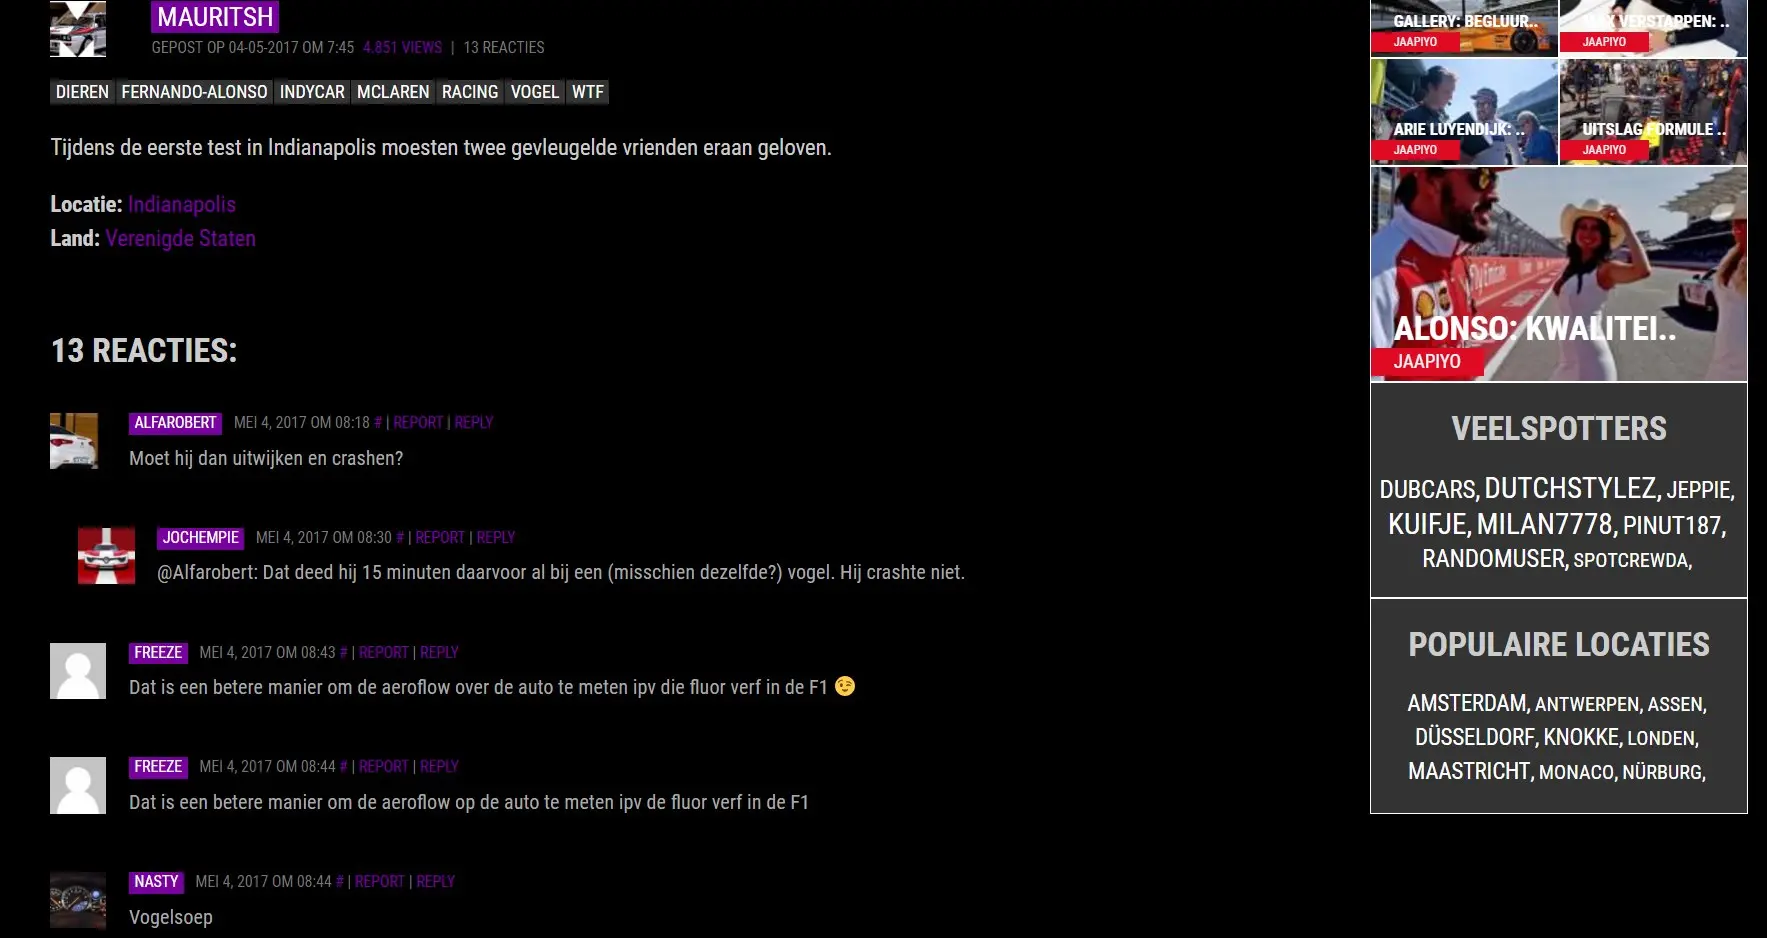 MAURITSH
GEPOST OP 04-05-2017 OM 7:45 4.851 VIEWS | 13 REACTIES
DIEREN FERNANDO-ALONSO INDYCAR MCLAREN RACING VOGEL WTF
Tijdens de eerste test in Indianapolis moesten twee gevleugelde vrienden eraan geloven.
Locatie: Indianapolis
Land: Verenigde Staten
13 REACTIES:
ALFAROBERT MEI 4, 2017 OM 08:18 # | REPORT | REPLY
Moet hij dan uitwijken en crashen?
JOCHEMPIE MEI 4, 2017 OM 08:30 # | REPORT | REPLY
@Alfarobert: Dat deed hij 15 minuten daarvoor al bij een (misschien dezelfde?) vogel. Hij crashte niet.
FREEZE MEI 4, 2017 OM 08:43 # | REPORT | REPLY
Dat is een betere manier om de aeroflow over de auto te meten ipv die fluor verf in de F1 😉
FREEZE MEI 4, 2017 OM 08:44 # | REPORT | REPLY
Dat is een betere manier om de aeroflow op de auto te meten ipv de fluor verf in de F1
NASTY MEI 4, 2017 OM 08:44 # | REPORT | REPLY
Vogelsoep
GALLERY: BEGLUUR..
JAAPIYO
MAX VERSTAPPEN: ..
JAAPIYO
ARIE LUYENDIJK: ..
JAAPIYO
UITSLAG FORMULE ..
JAAPIYO
ALONSO: KWALITEI..
JAAPIYO
VEELSPOTTERS
DUBCARS, DUTCHSTYLEZ, JEPPIE,
KUIFJE, MILAN7778, PINUT187,
RANDOMUSER, SPOTCREWDA,
POPULAIRE LOCATIES
AMSTERDAM, ANTWERPEN, ASSEN,
DÜSSELDORF, KNOKKE, LONDEN,
MAASTRICHT, MONACO, NÜRBURG,